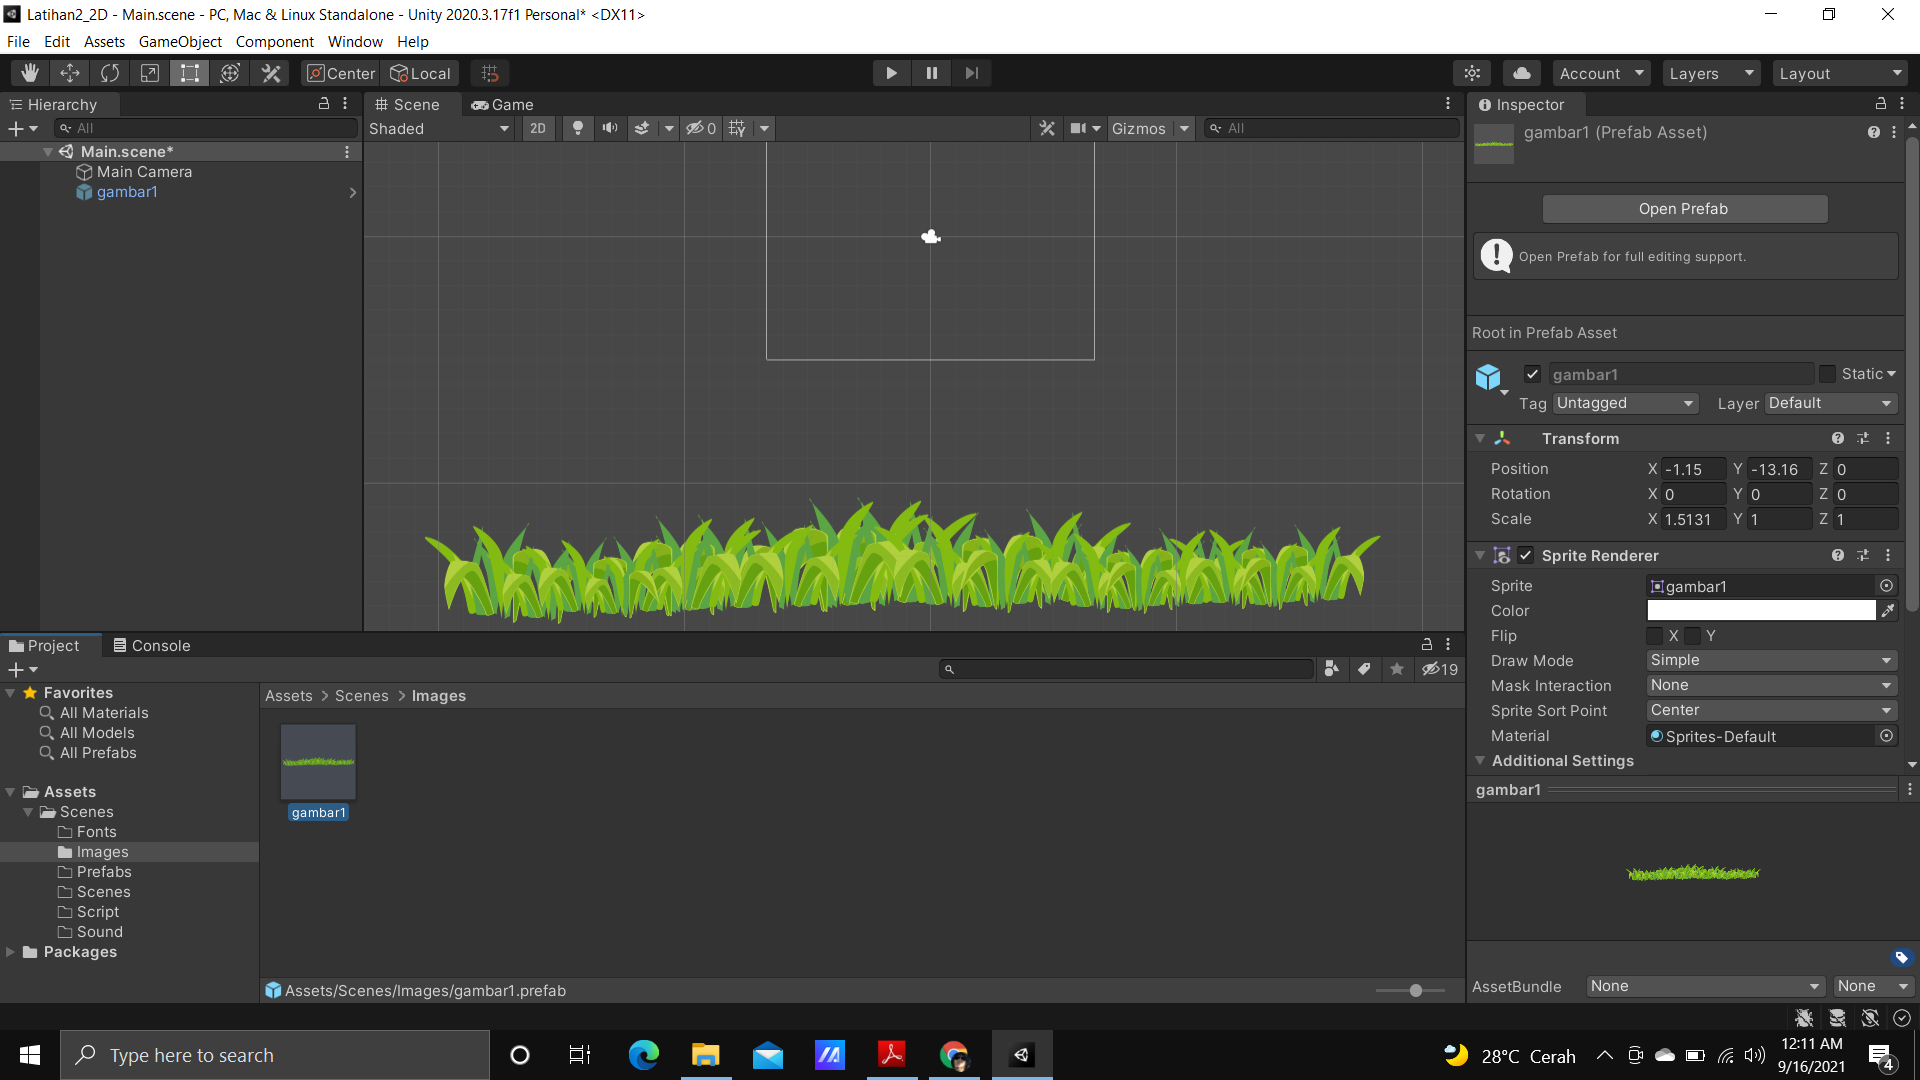 Latihan2_2D - Main.scene - PC, Mac & Linux Standalone - Unity 2020.3.17f1 Personal* <DX11>
File Edit Assets GameObject Component Window Help
Center Local Account Layers Layout
Hierarchy
All
Main.scene*
Main Camera
gambar1
Scene Game
Shaded 2D 0 Gizmos All
Inspector
gambar1 (Prefab Asset)
Open Prefab
Open Prefab for full editing support.
Root in Prefab Asset
gambar1 Static
Tag Untagged Layer Default
Transform
Position X -1.15 Y -13.16 Z 0
Rotation X 0 Y 0 Z 0
Scale X 1.5131 Y 1 Z 1
Sprite Renderer
Sprite gambar1
Color
Flip X Y
Draw Mode Simple
Mask Interaction None
Sprite Sort Point Center
Material Sprites-Default
Additional Settings
gambar1
AssetBundle None None
Project Console
19
Favorites
All Materials
All Models
All Prefabs
Assets
Scenes
Fonts
Images
Prefabs
Scenes
Script
Sound
Packages
Assets > Scenes > Images
gambar1
Assets/Scenes/Images/gambar1.prefab
Type here to search
28°C Cerah
12:11 AM
9/16/2021
4